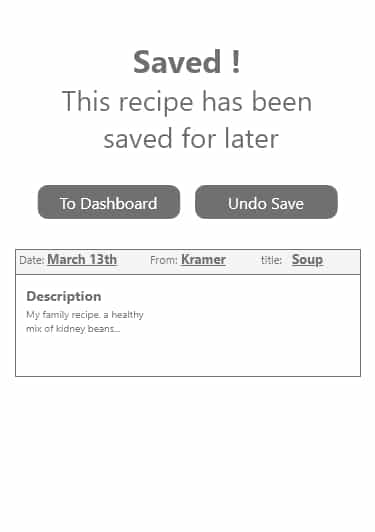 Saved !
This recipe has been
saved for later
To Dashboard Undo Save
Date: March 13th From: Kramer title: Soup
Description
My family recipe, a healthy
mix of kidney beans...